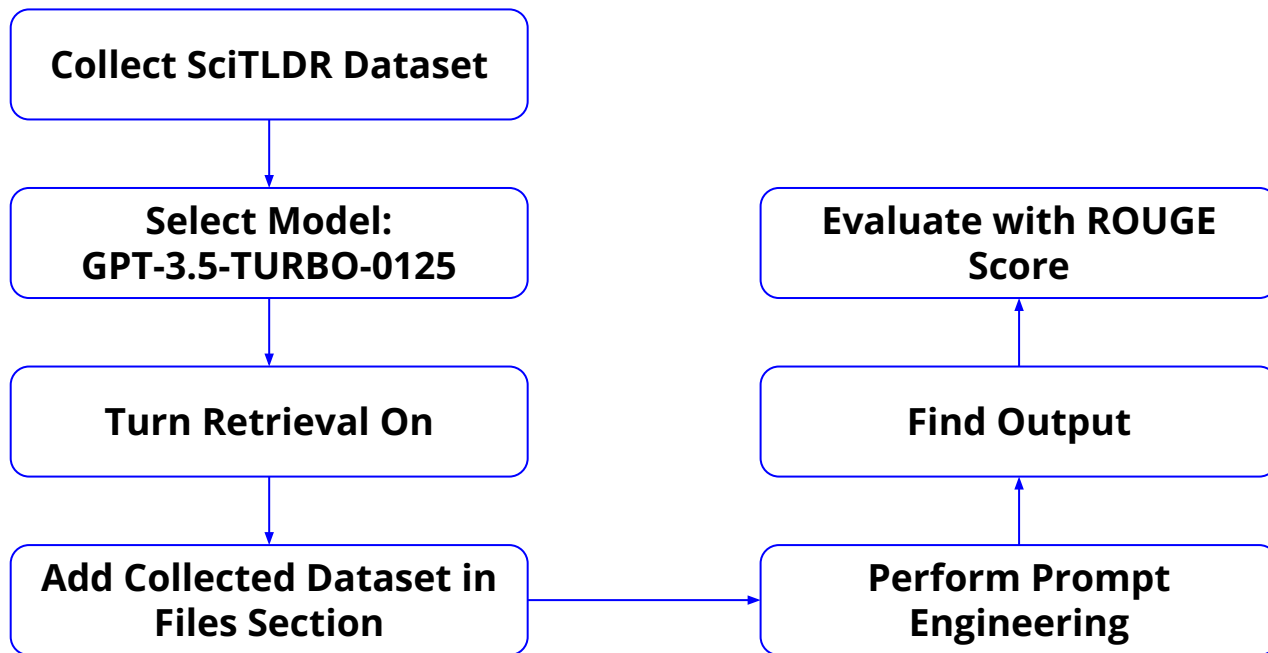 Collect SciTLDR Dataset
Select Model:
GPT-3.5-TURBO-0125
Turn Retrieval On
Add Collected Dataset in
Files Section
Perform Prompt
Engineering
Find Output
Evaluate with ROUGE
Score